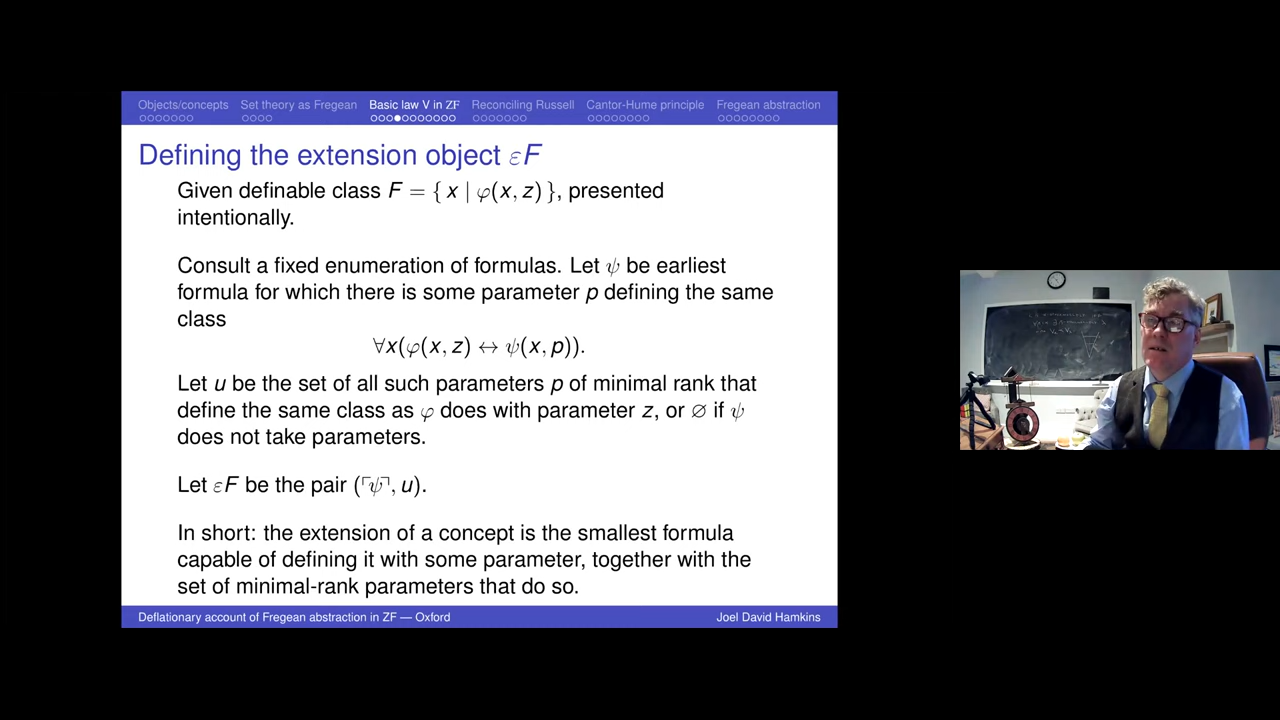 Objects/concepts Set theory as Fregean Basic law V in ZF Reconciling Russell Cantor-Hume principle Fregean abstraction
Defining the extension object εF
Given definable class F = { x | φ(x, z) }, presented
intentionally.
Consult a fixed enumeration of formulas. Let ψ be earliest
formula for which there is some parameter p defining the same
class
∀x(φ(x, z) ↔ ψ(x, p)).
Let u be the set of all such parameters p of minimal rank that
define the same class as φ does with parameter z, or ∅ if ψ
does not take parameters.
Let εF be the pair (⌜ψ⌝, u).
In short: the extension of a concept is the smallest formula
capable of defining it with some parameter, together with the
set of minimal-rank parameters that do so.
Deflationary account of Fregean abstraction in ZF — Oxford Joel David Hamkins